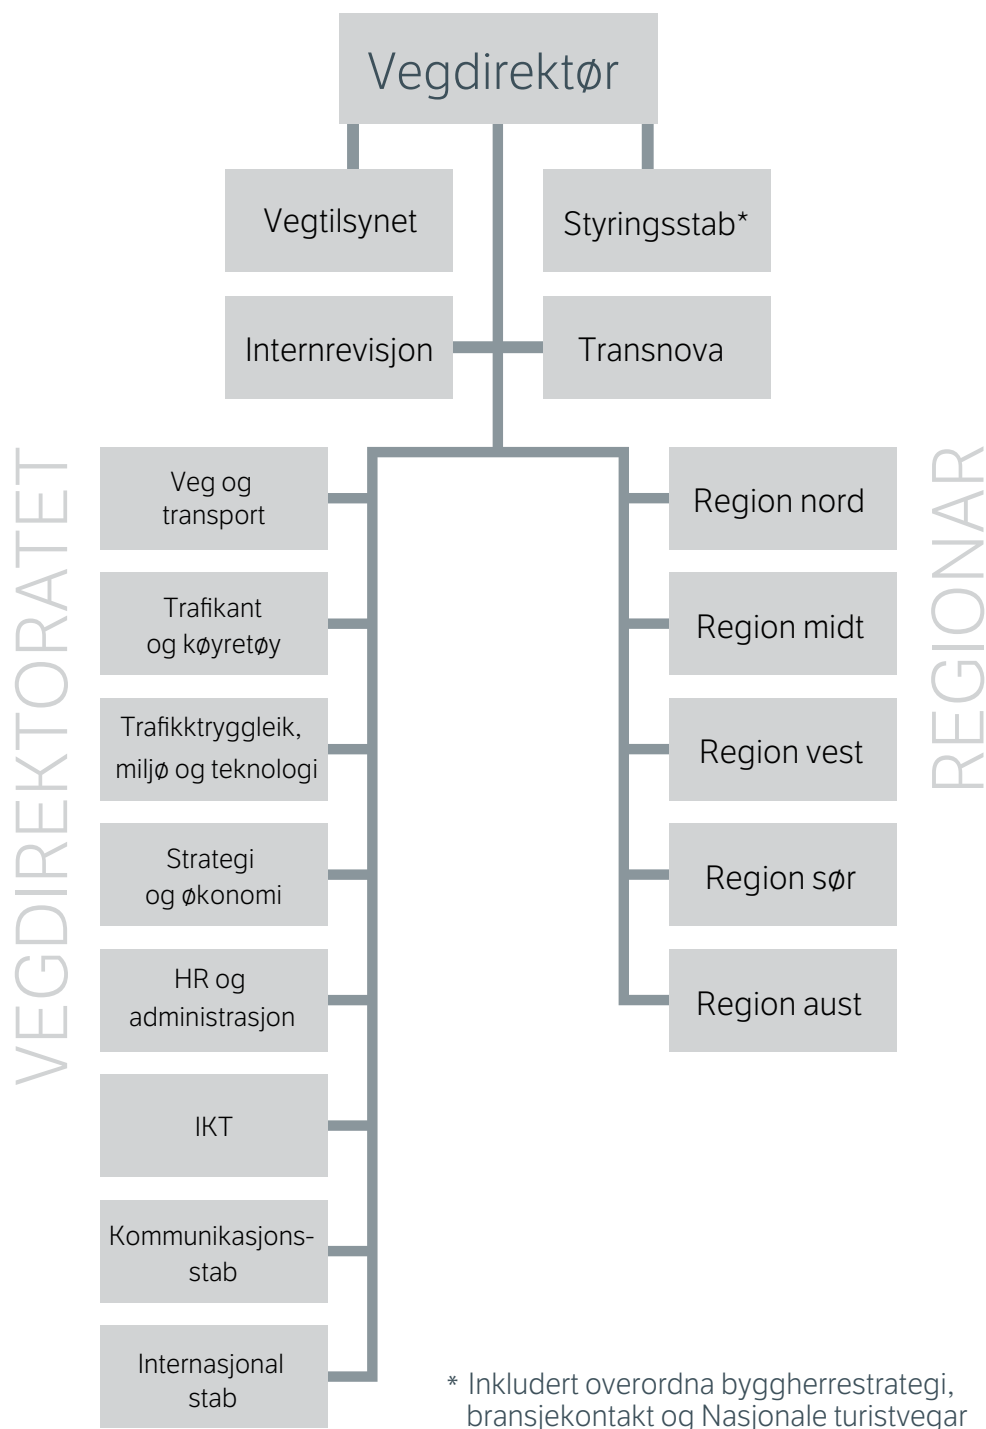 Vegdirektør
Vegtilsynet
Styringsstab*
Internrevisjon
Transnova
VEGDIREKTORATET
Veg og
transport
Trafikant
og køyretøy
Trafikktryggleik,
miljø og teknologi
Strategi
og økonomi
HR og
administrasjon
IKT
Kommunikasjons-
stab
Internasjonal
stab
REGIONAR
Region nord
Region midt
Region vest
Region sør
Region aust
* Inkludert overordna byggherrestrategi,
bransjekontakt og Nasjonale turistvegar